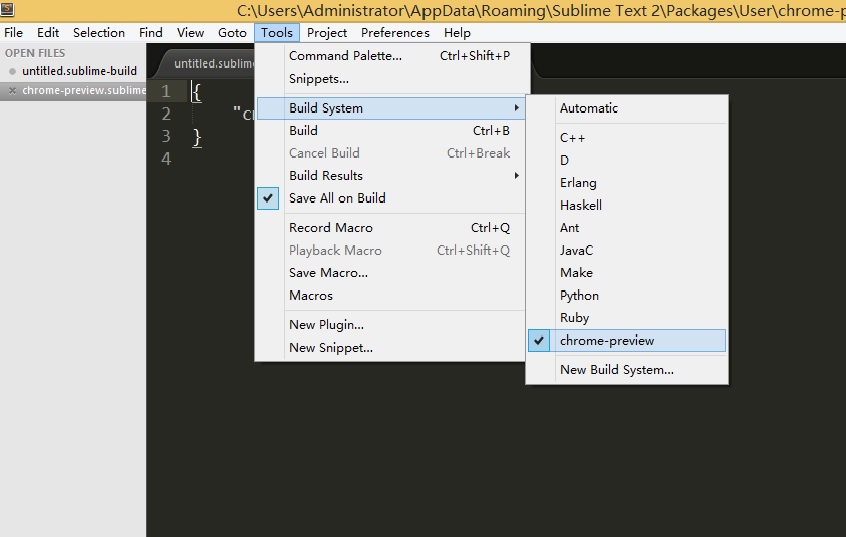 C:\Users\Administrator\AppData\Roaming\Sublime Text 2\Packages\User\chrome-p
File Edit Selection Find View Goto Tools Project Preferences Help
OPEN FILES
untitled.sublime-build
chrome-preview.sublime
untitled.sublim
1 {
2 "c
3 }
4
Command Palette... Ctrl+Shift+P
Snippets...
Build System
Build Ctrl+B
Cancel Build Ctrl+Break
Build Results
Save All on Build
Record Macro Ctrl+Q
Playback Macro Ctrl+Shift+Q
Save Macro...
Macros
New Plugin...
New Snippet...
Automatic
C++
D
Erlang
Haskell
Ant
JavaC
Make
Python
Ruby
chrome-preview
New Build System...